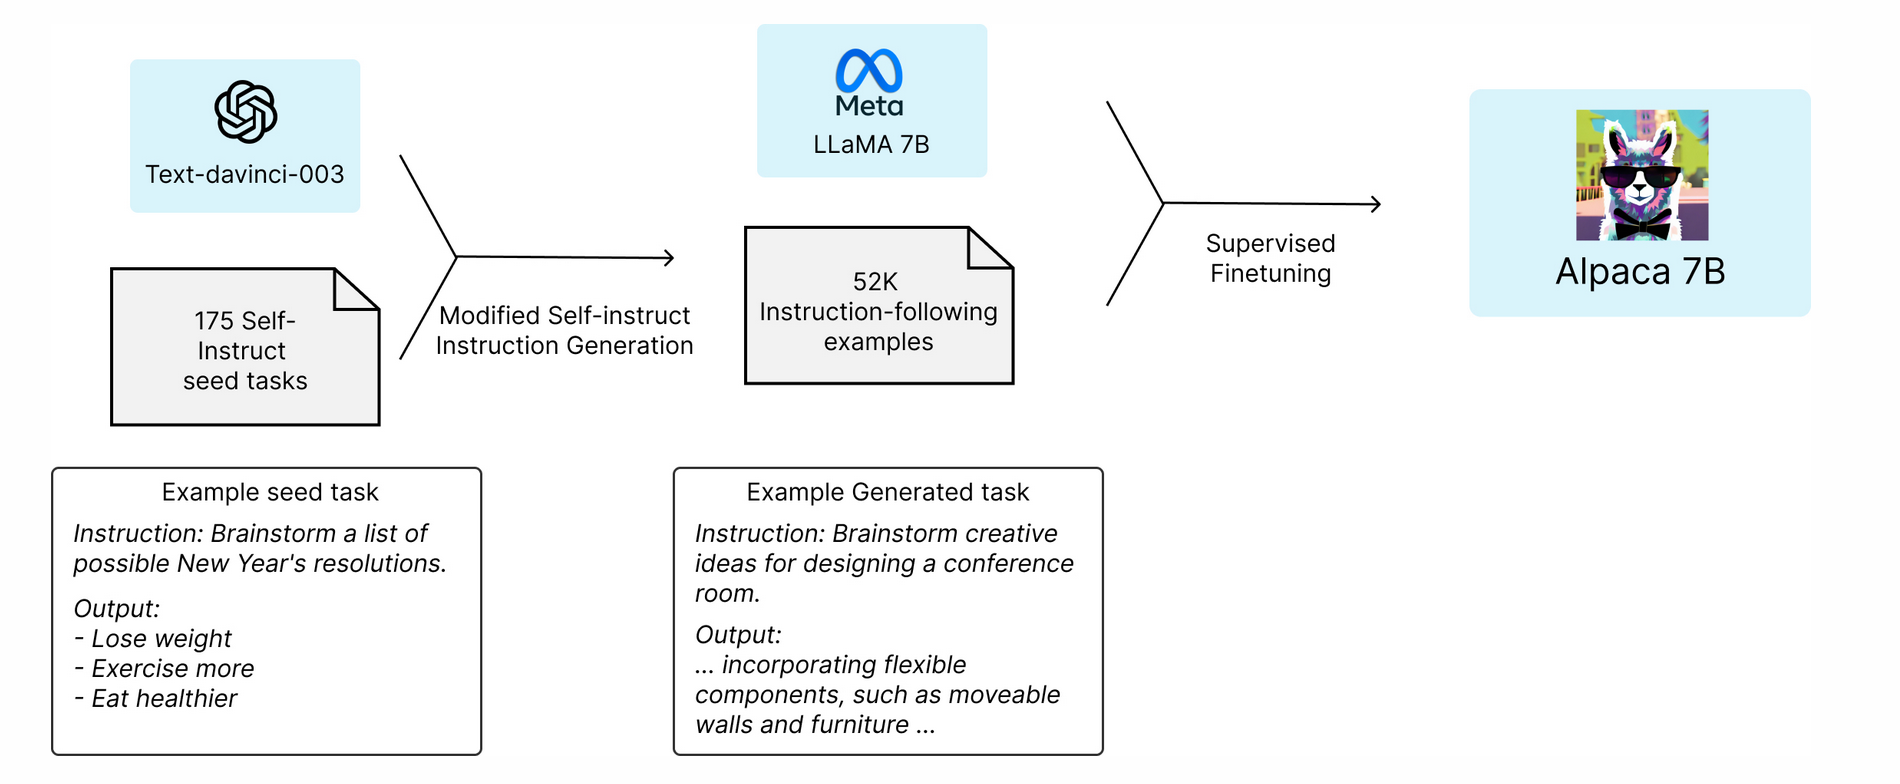 Text-davinci-003
175 Self-
Instruct
seed tasks
Modified Self-instruct
Instruction Generation
Meta
LLaMA 7B
52K
Instruction-following
examples
Supervised
Finetuning
Alpaca 7B
Example seed task
Instruction: Brainstorm a list of
possible New Year's resolutions.
Output:
- Lose weight
- Exercise more
- Eat healthier
Example Generated task
Instruction: Brainstorm creative
ideas for designing a conference
room.
Output:
... incorporating flexible
components, such as moveable
walls and furniture ...